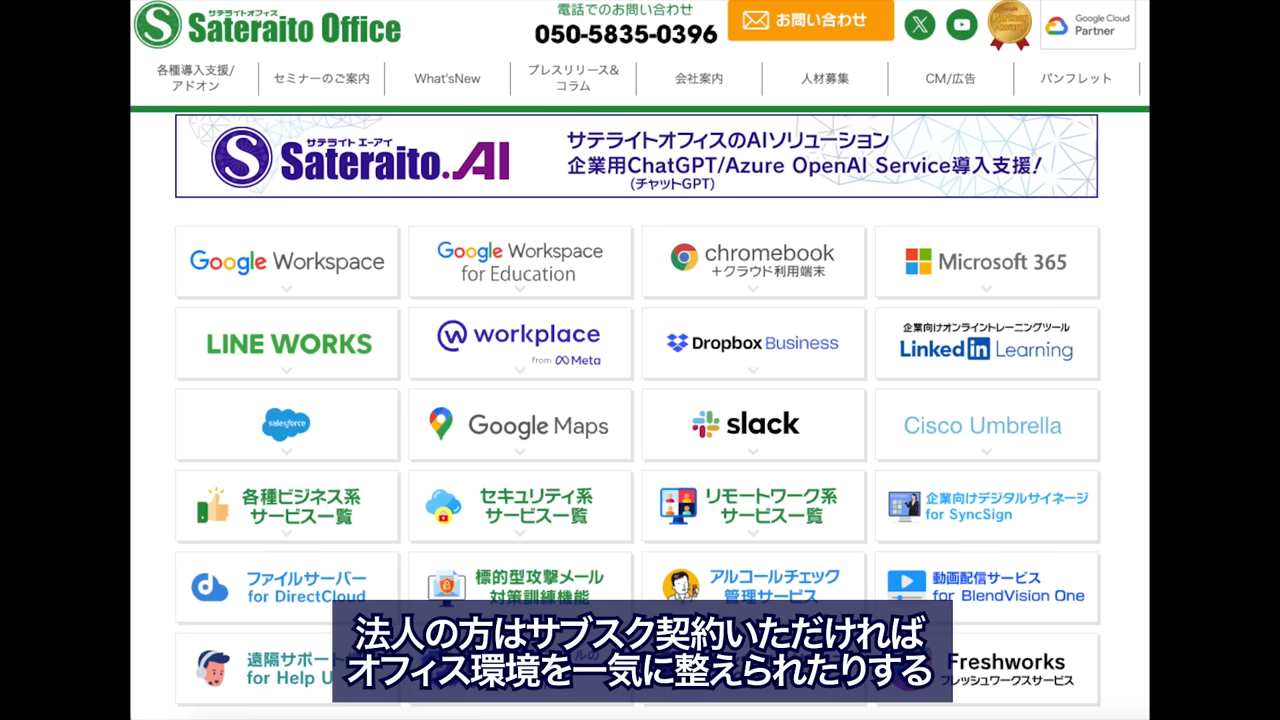 サテライトオフィス
Sateraito Office
電話でのお問い合わせ
050-5835-0396
お問い合わせ
Google Cloud
Partner
各種導入支援/
アドオン
セミナーのご案内
What'sNew
プレスリリース&
コラム
会社案内
人材募集
CM/広告
パンフレット
サテライト エーアイ
Sateraito.AI
サテライトオフィスのAIソリューション
企業用ChatGPT/Azure OpenAI Service導入支援!
(チャットGPT)
Google Workspace
Google Workspace
for Education
chromebook
+クラウド利用端末
Microsoft 365
LINE WORKS
workplace
from Meta
Dropbox Business
企業向けオンライントレーニングツール
Linked in Learning
salesforce
Google Maps
slack
Cisco Umbrella
各種ビジネス系
サービス一覧
セキュリティ系
サービス一覧
リモートワーク系
サービス一覧
企業向けデジタルサイネージ
for SyncSign
ファイルサーバー
for DirectCloud
標的型攻撃メール
対策訓練機能
アルコールチェック
管理サービス
動画配信サービス
for BlendVision One
遠隔サポート
for Help U
Freshworks
フレッシュワークスサービス
法人の方はサブスク契約いただければ
オフィス環境を一気に整えられたりする